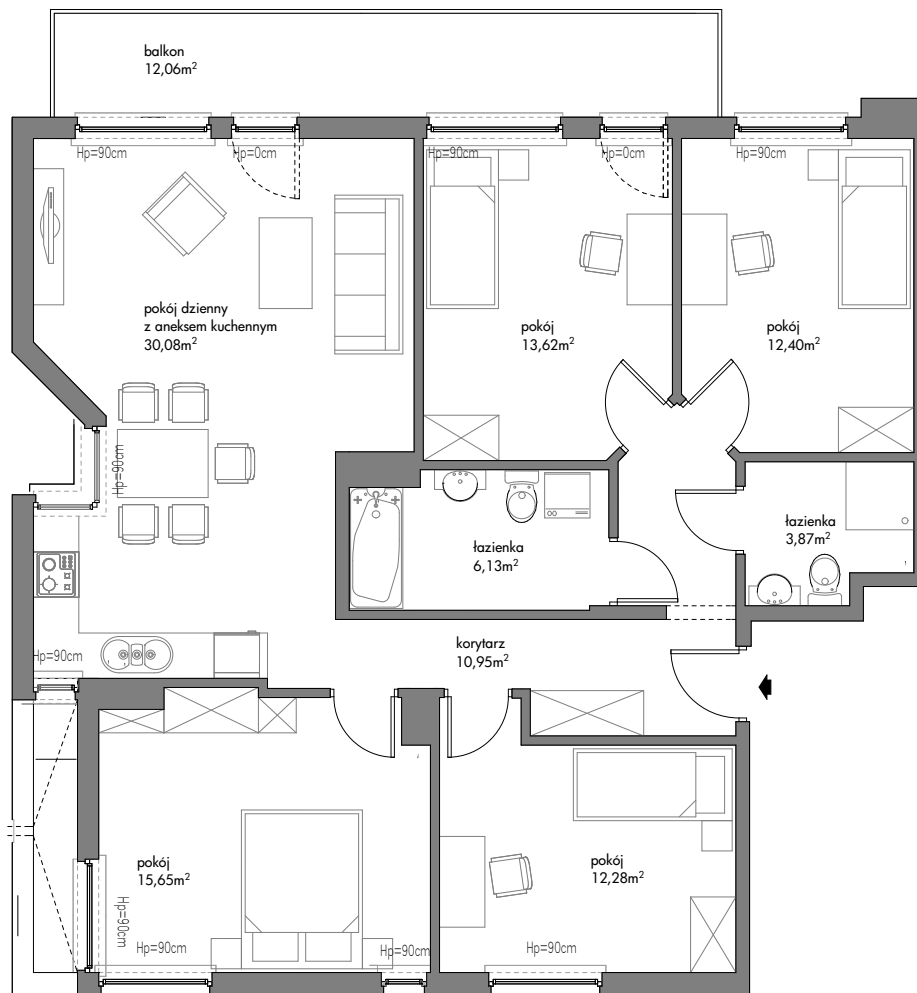 balkon
12,06m²
Hp=90cm
Hp=0cm
Hp=90cm
Hp=0cm
Hp=90cm
pokój dzienny
z aneksem kuchennym
30,08m²
pokój
13,62m²
pokój
12,40m²
Hp=90cm
łazienka
6,13m²
łazienka
3,87m²
korytarz
10,95m²
Hp=90cm
pokój
15,65m²
pokój
12,28m²
Hp=90cm
Hp=90cm
Hp=90cm
Hp=90cm